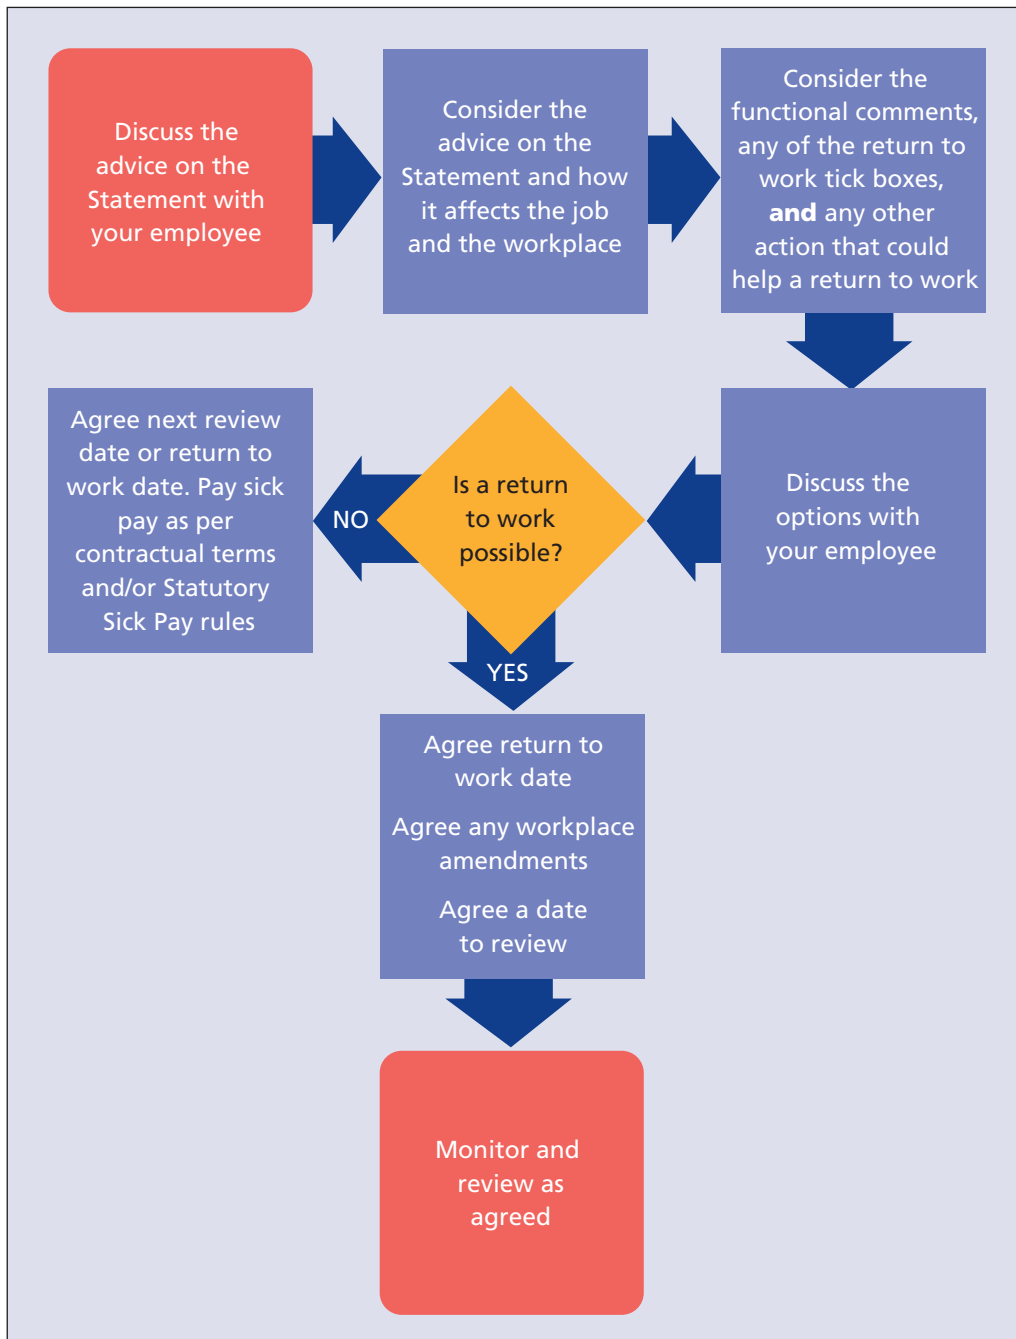 Discuss the
advice on the
Statement with
your employee
Consider the
advice on the
Statement and how
it affects the job
and the workplace
Consider the
functional comments,
any of the return to
work tick boxes,
and any other
action that could
help a return to work
Discuss the
options with
your employee
Is a return
to work
possible?
NO
Agree next review
date or return to
work date. Pay sick
pay as per
contractual terms
and/or Statutory
Sick Pay rules
YES
Agree return to
work date
Agree any workplace
amendments
Agree a date
to review
Monitor and
review as
agreed